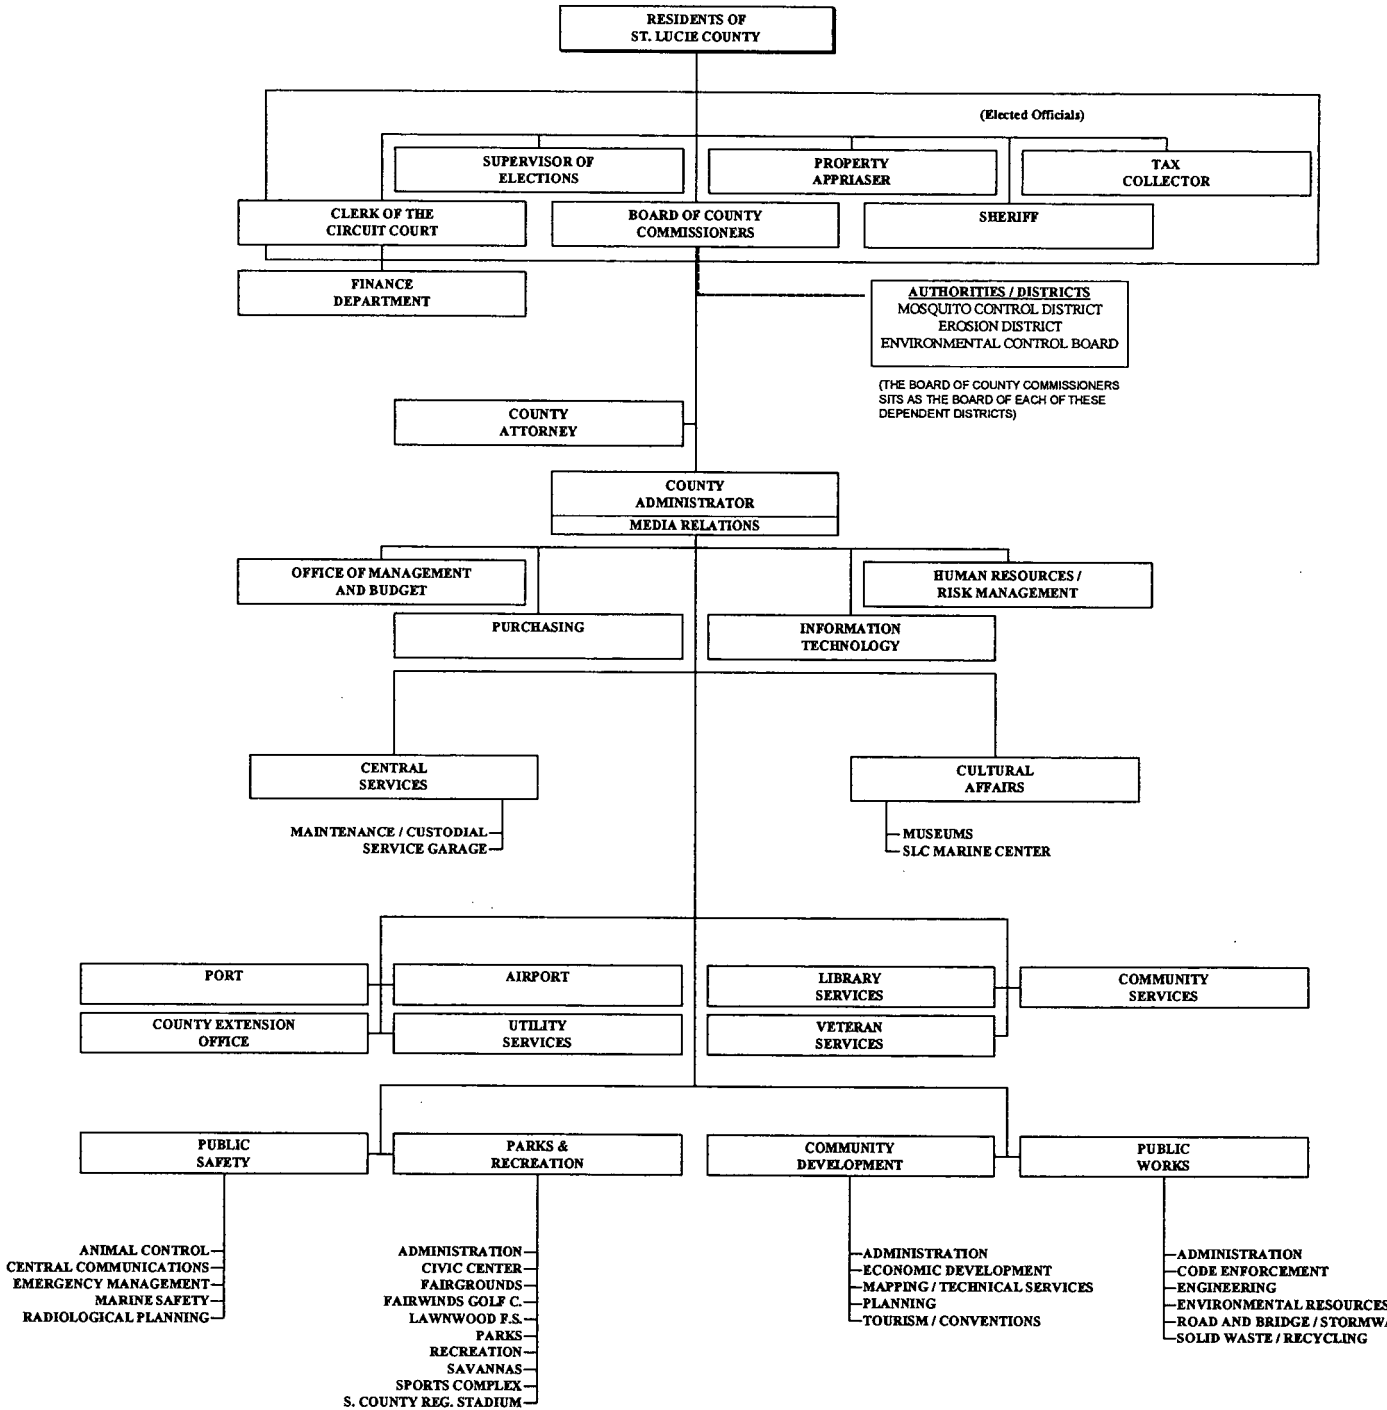 RESIDENTS OF
ST. LUCIE COUNTY
(Elected Officials)
SUPERVISOR OF
ELECTIONS
PROPERTY
APPRIASER
TAX
COLLECTOR
CLERK OF THE
CIRCUIT COURT
BOARD OF COUNTY
COMMISSIONERS
SHERIFF
FINANCE
DEPARTMENT
AUTHORITIES / DISTRICTS
MOSQUITO CONTROL DISTRICT
EROSION DISTRICT
ENVIRONMENTAL CONTROL BOARD
(THE BOARD OF COUNTY COMMISSIONERS
SITS AS THE BOARD OF EACH OF THESE
DEPENDENT DISTRICTS)
COUNTY
ATTORNEY
COUNTY
ADMINISTRATOR
MEDIA RELATIONS
OFFICE OF MANAGEMENT
AND BUDGET
HUMAN RESOURCES /
RISK MANAGEMENT
PURCHASING
INFORMATION
TECHNOLOGY
CENTRAL
SERVICES
MAINTENANCE / CUSTODIAL
SERVICE GARAGE
CULTURAL
AFFAIRS
MUSEUMS
SLC MARINE CENTER
PORT
AIRPORT
LIBRARY
SERVICES
COMMUNITY
SERVICES
COUNTY EXTENSION
OFFICE
UTILITY
SERVICES
VETERAN
SERVICES
PUBLIC
SAFETY
PARKS &
RECREATION
COMMUNITY
DEVELOPMENT
PUBLIC
WORKS
ANIMAL CONTROL
CENTRAL COMMUNICATIONS
EMERGENCY MANAGEMENT
MARINE SAFETY
RADIOLOGICAL PLANNING
ADMINISTRATION
CIVIC CENTER
FAIRGROUNDS
FAIRWINDS GOLF C.
LAWNWOOD F.S.
PARKS
RECREATION
SAVANNAS
SPORTS COMPLEX
S. COUNTY REG. STADIUM
ADMINISTRATION
ECONOMIC DEVELOPMENT
MAPPING / TECHNICAL SERVICES
PLANNING
TOURISM / CONVENTIONS
ADMINISTRATION
CODE ENFORCEMENT
ENGINEERING
ENVIRONMENTAL RESOURCES
ROAD AND BRIDGE /
SOLID WASTE / RECYCLING